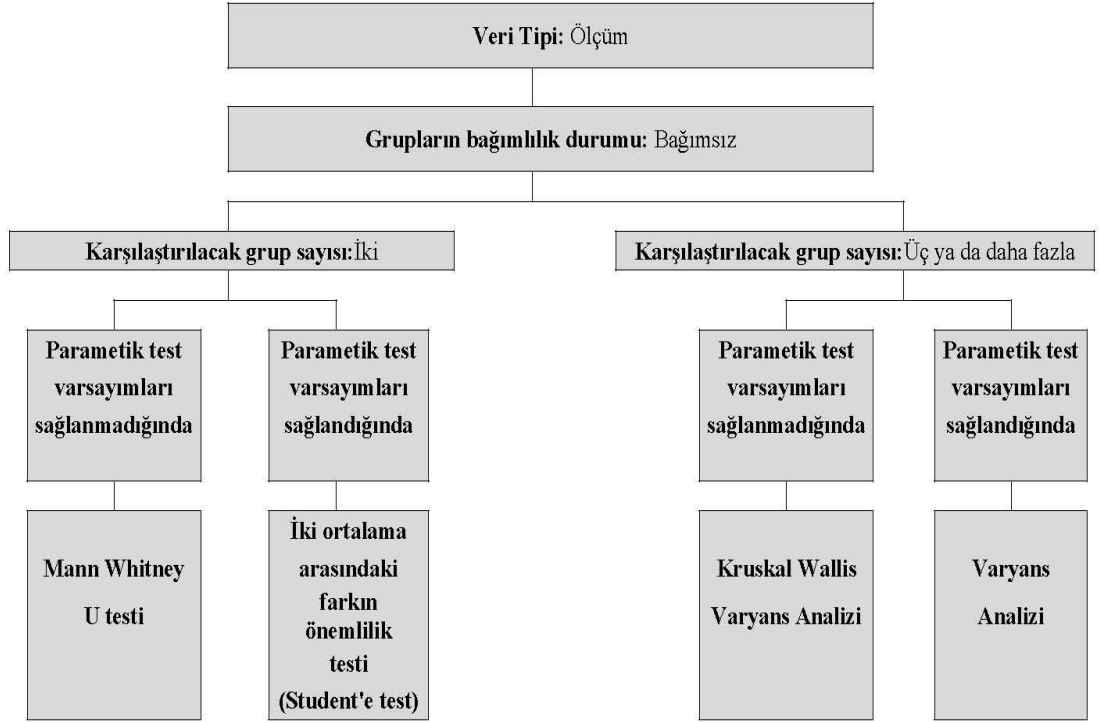 Veri Tipi: Ölçüm
Grupların bağımlılık durumu: Bağımsız
Karşılaştırılacak grup sayısı:İki
Karşılaştırılacak grup sayısı:Üç ya da daha fazla
Parametik test
varsayımları
sağlanmadığında
Parametik test
varsayımları
sağlandığında
Parametik test
varsayımları
sağlanmadığında
Parametik test
varsayımları
sağlandığında
Mann Whitney
U testi
İki ortalama
arasındaki
farkın
önemlilik
testi
(Student'e test)
Kruskal Wallis
Varyans Analizi
Varyans
Analizi